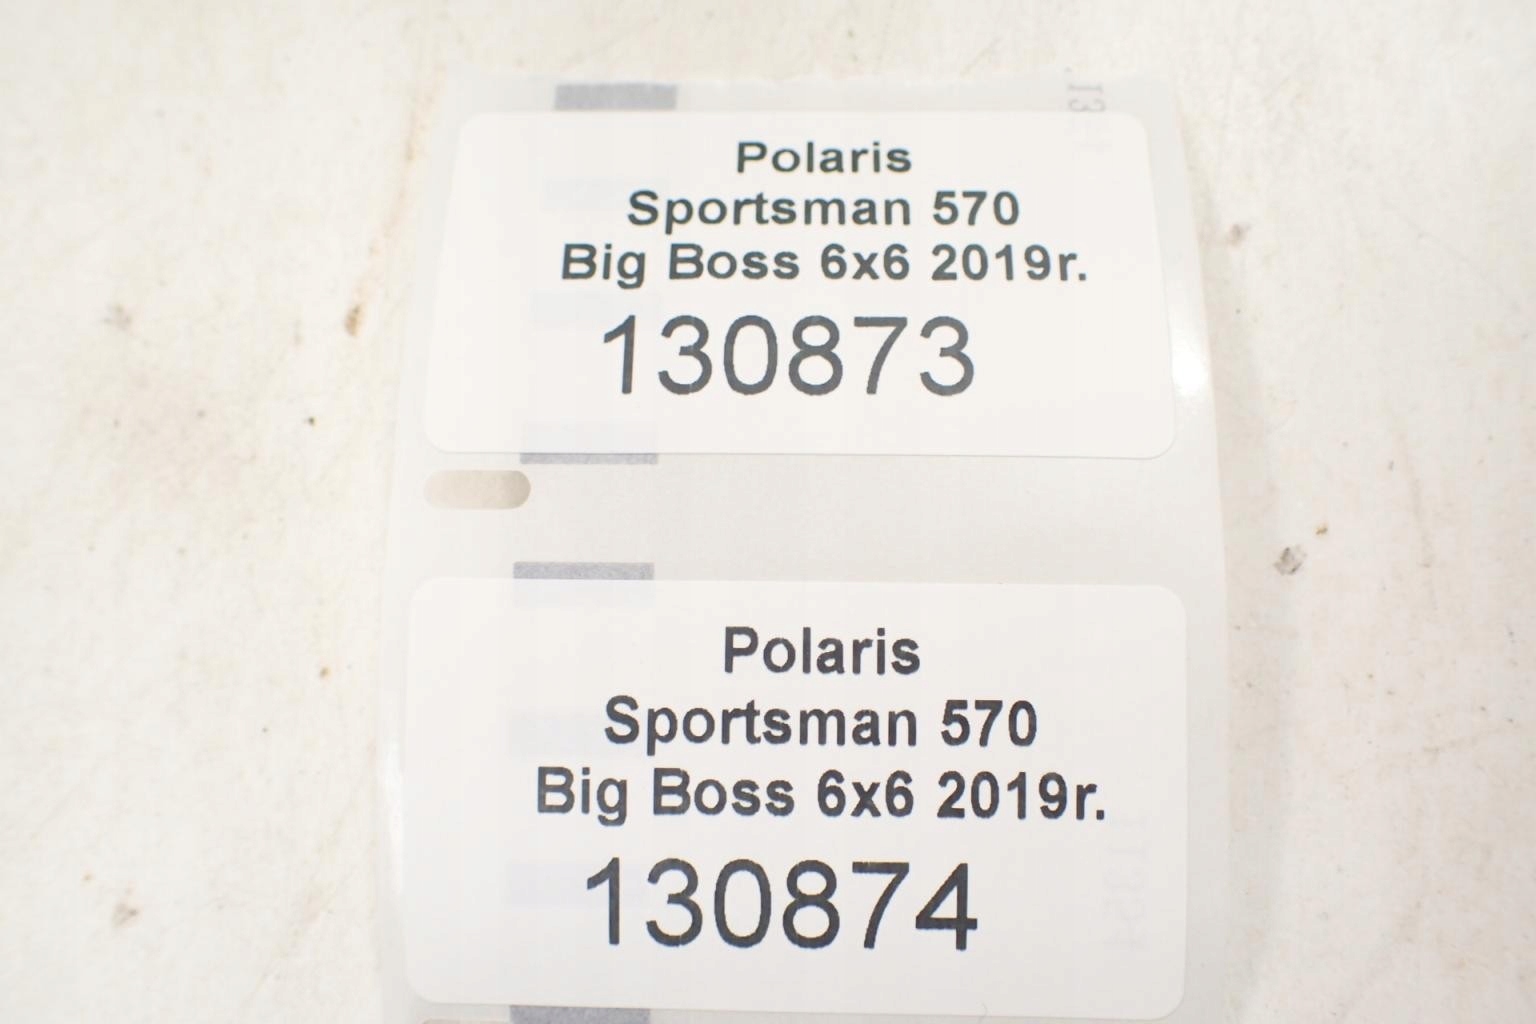 Polaris
Sportsman 570
Big Boss 6x6 2019r.
130873
Polaris
Sportsman 570
Big Boss 6x6 2019r.
130874